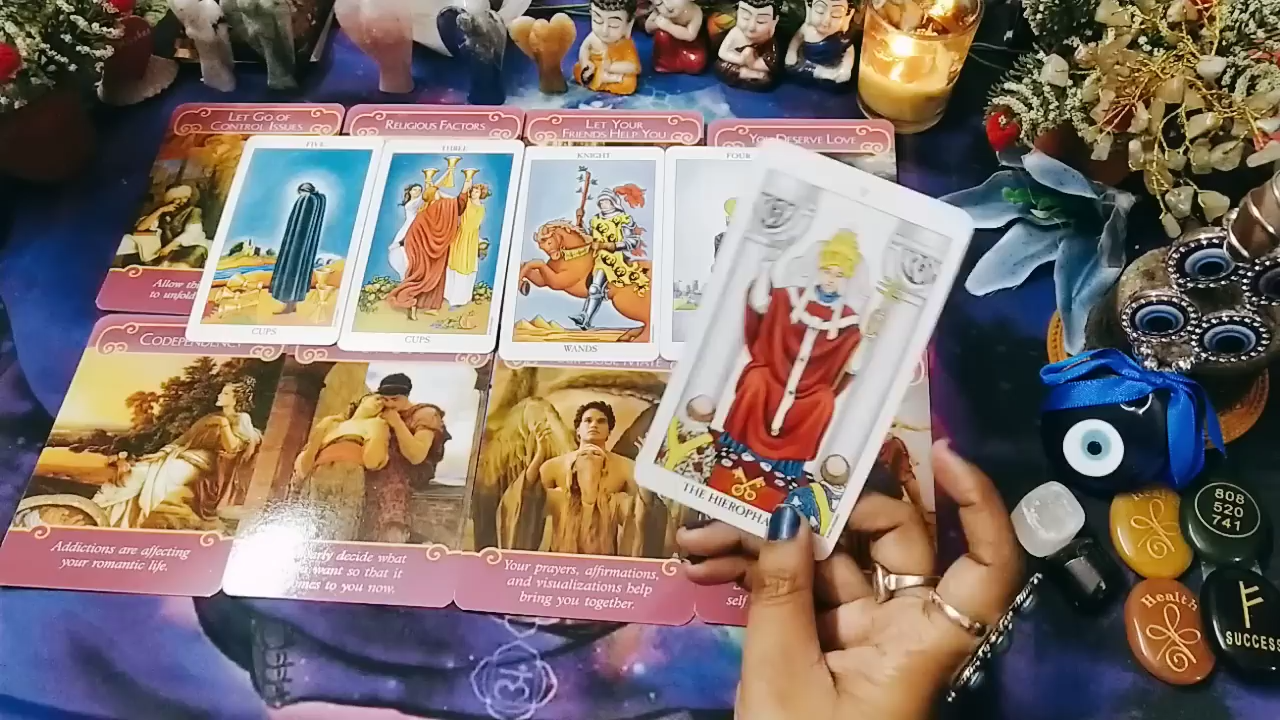 LET GO OF
CONTROL ISSUES
RELIGIOUS FACTORS
LET YOUR
FRIENDS HELP YOU
YOU DESERVE LOVE
FIVE
THREE
KNIGHT
FOUR
V
Allow
to unfold
CUPS
CUPS
WANDS
CODEPENDENCY
THE HIEROPHA
Addictions are affecting
your romantic life.
decide what
want so that it
to you now.
Your prayers, affirmations,
and visualizations help
bring you together.
self
808
520
741
Health
SUCCESS